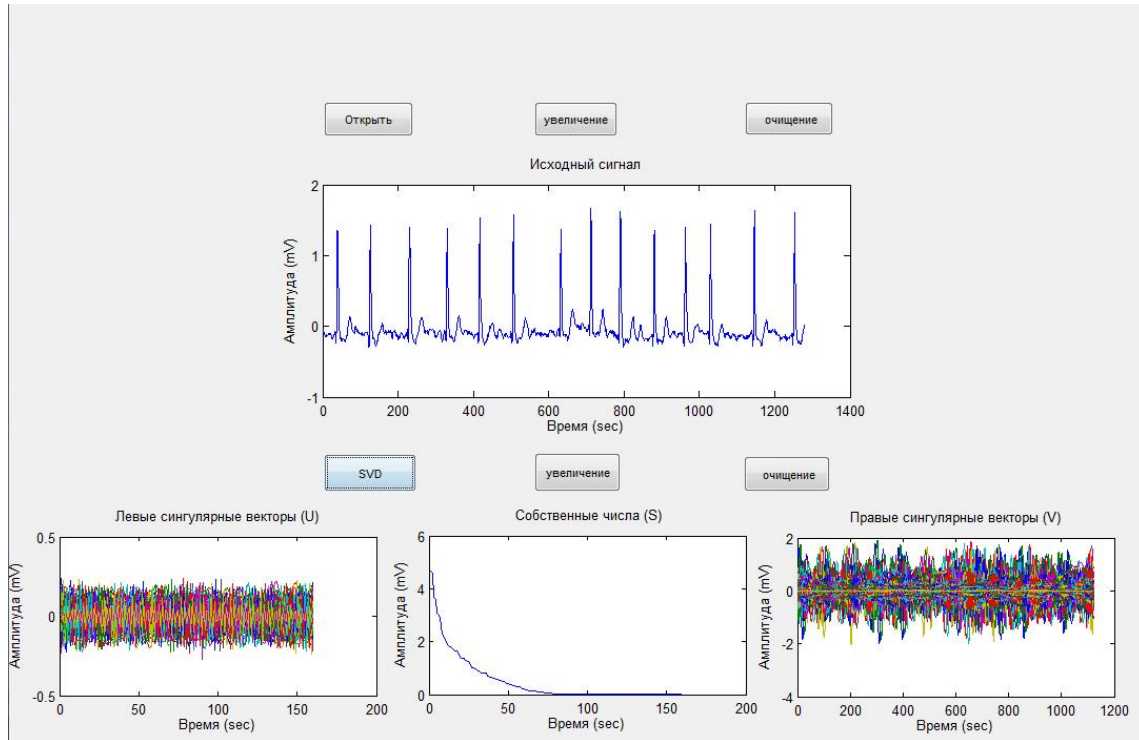 Открыть
увеличение
очищение
Исходный сигнал
Амплитуда (mV)
2
1
0
-1
0 200 400 600 800 1000 1200 1400
Время (sec)
SVD
увеличение
очищение
Левые сингулярные векторы (U)
Амплитуда (mV)
0.5
0
-0.5
0 50 100 150 200
Время (sec)
Собственные числа (S)
Амплитуда (mV)
6
4
2
0
0 50 100 150 200
Время (sec)
Правые сингулярные векторы (V)
Амплитуда (mV)
2
0
-2
-4
0 200 400 600 800 1000 1200
Время (sec)